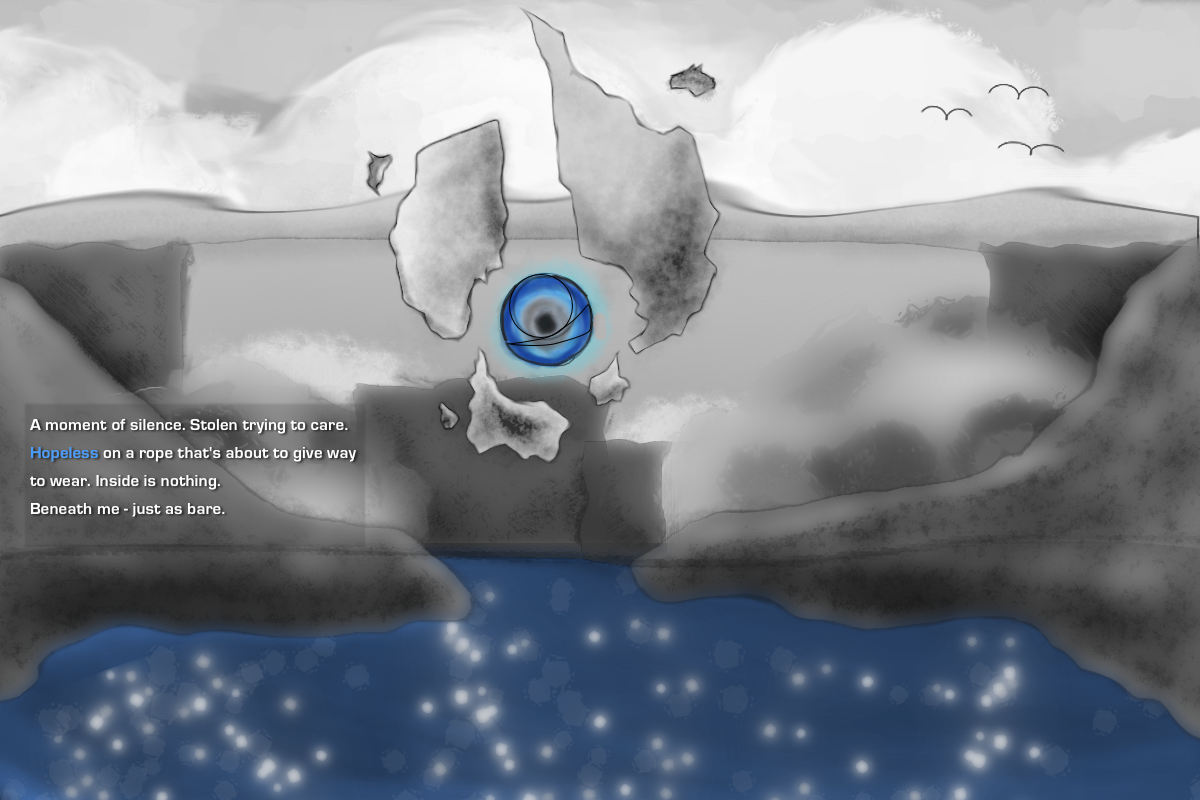 A moment of silence. Stolen trying to care.
Hopeless on a rope that's about to give way
to wear. Inside is nothing.
Beneath me - just as bare.